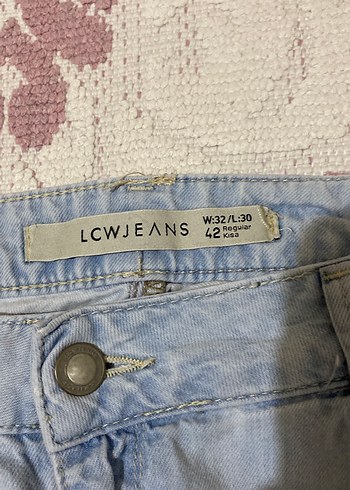 LCWJEANS
W:32/L:30
42 Regular
Kısa